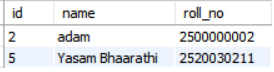 id name roll_no
2 adam 2500000002
5 Yasam Bhaarathi 2520030211